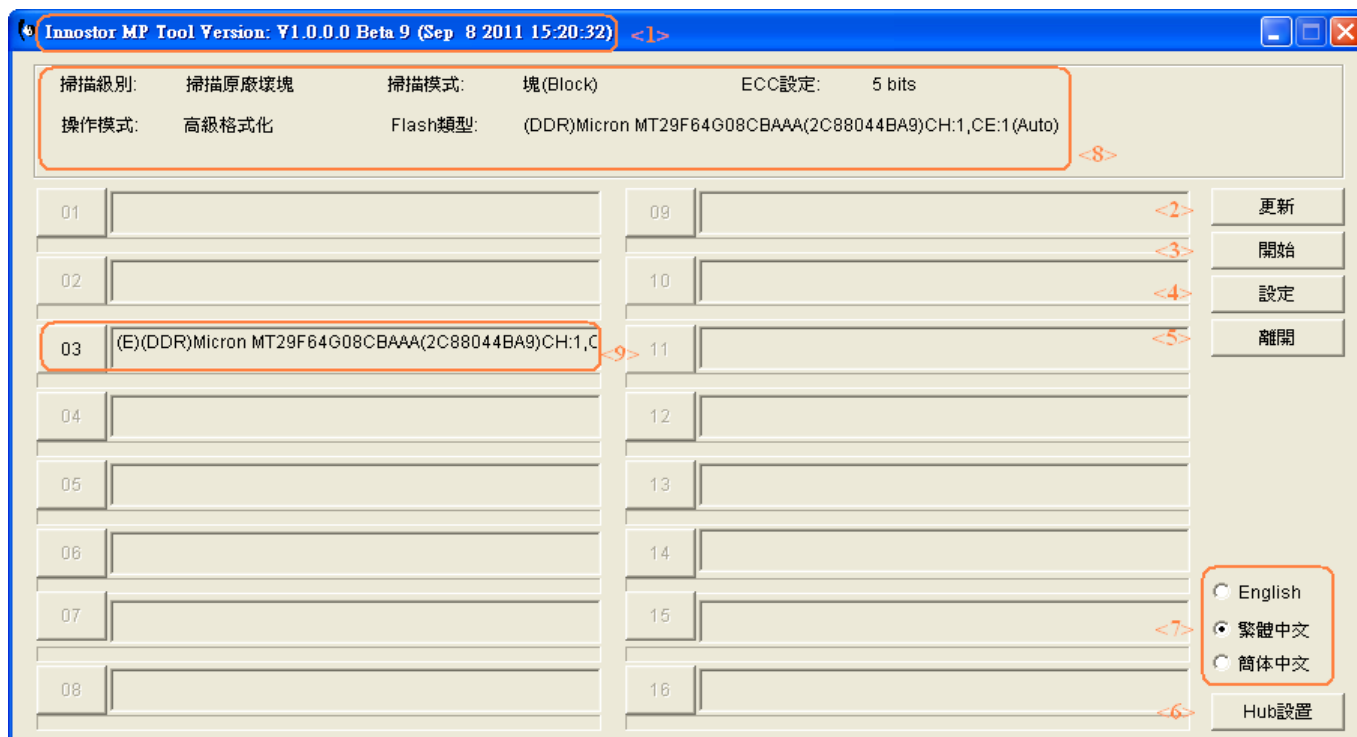 Innostor MP Tool Version: V1.0.0.0 Beta 9 (Sep 8 2011 15:20:32) <1>
掃描級別: 掃描原廠壞塊 掃描模式: 塊(Block) ECC設定: 5 bits
操作模式: 高級格式化 Flash類型: (DDR)Micron MT29F64G08CBAAA(2C88044BA9)CH:1,CE:1(Auto)
<8>
01 09 <2> 更新
<3> 開始
02 10 <4> 設定
03 (E)(DDR)Micron MT29F64G08CBAAA(2C88044BA9)CH:1,C <9> 11 <5> 離開
04 12
05 13
06 14
English
07 15 <7> 繁體中文
簡体中文
08 16 <6> Hub設置